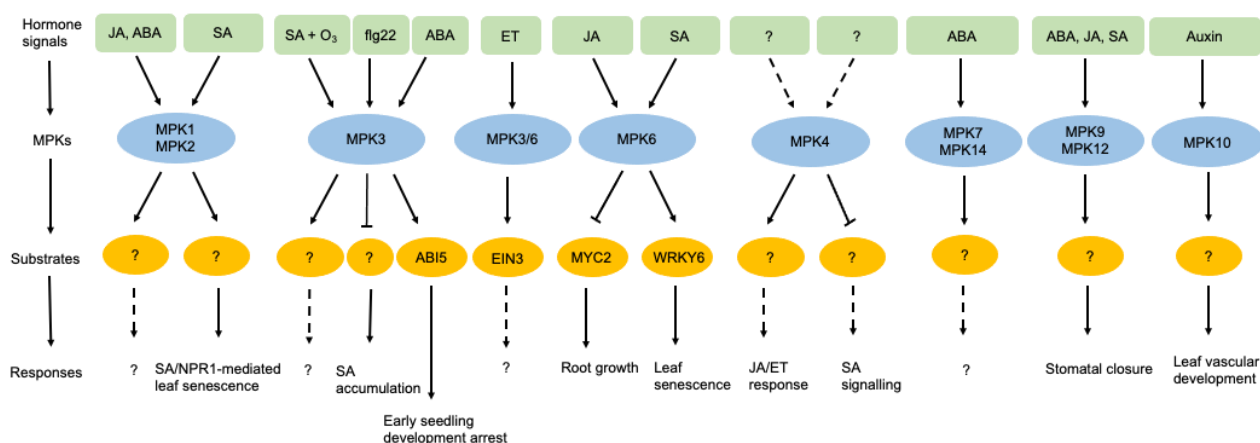 Hormone
signals
JA, ABA
SA
SA + O₃
flg22
ABA
ET
JA
SA
?
?
ABA
ABA, JA, SA
Auxin
MPKs
MPK1
MPK2
MPK3
MPK3/6
MPK6
MPK4
MPK7
MPK14
MPK9
MPK12
MPK10
Substrates
?
?
?
?
ABI5
EIN3
MYC2
WRKY6
?
?
?
?
?
Responses
?
SA/NPR1-mediated
leaf senescence
?
SA
accumulation
Early seedling
development arrest
?
Root growth
Leaf
senescence
JA/ET
response
SA
signalling
?
Stomatal closure
Leaf vascular
development